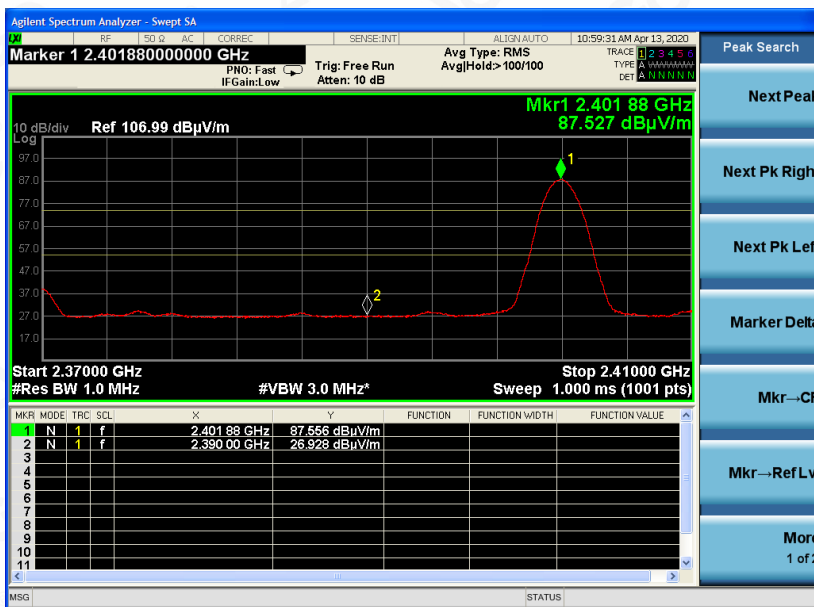 Agilent Spectrum Analyzer - Swept SA
LXI RF 50 Ω AC CORREC SENSE:INT ALIGN AUTO 10:59:31 AM Apr 13, 2020
Marker 1 2.401880000000 GHz
PNO: Fast
IFGain:Low
Trig: Free Run
Atten: 10 dB
Avg Type: RMS
Avg|Hold:>100/100
TRACE 1 2 3 4 5 6
TYPE A WWWWW
DET A N N N N N
Mkr1 2.401 88 GHz
87.527 dBµV/m
10 dB/div Ref 106.99 dBµV/m
Log
97.0
87.0
77.0
67.0
57.0
47.0
37.0
27.0
17.0
1
2
Start 2.37000 GHz Stop 2.41000 GHz
#Res BW 1.0 MHz #VBW 3.0 MHz* Sweep 1.000 ms (1001 pts)
MKR MODE TRC SCL X Y FUNCTION FUNCTION WIDTH FUNCTION VALUE
1 N 1 f 2.401 88 GHz 87.556 dBµV/m
2 N 1 f 2.390 00 GHz 26.928 dBµV/m
3
4
5
6
7
8
9
10
11
MSG STATUS
Peak Search
Next Peal
Next Pk Righ
Next Pk Lef
Marker Delta
Mkr→CF
Mkr→Ref Lv
More
1 of 2